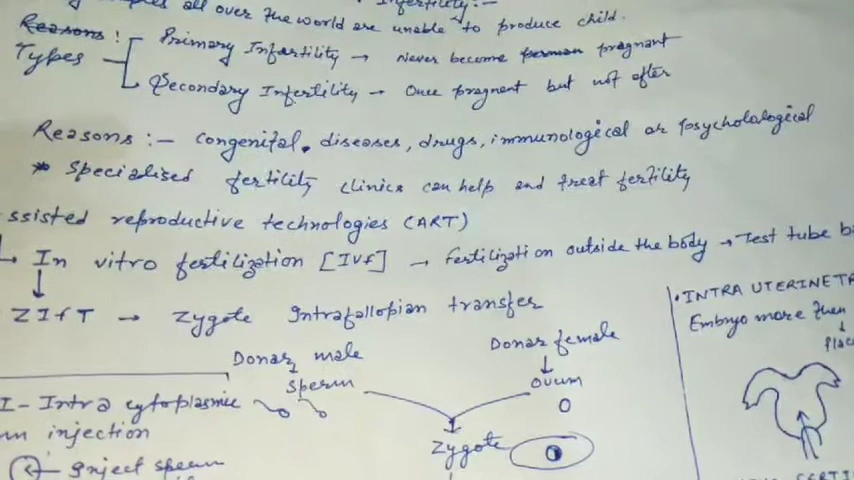 Infertility:-
all over the world are unable to produce child.
Reasons :-
Types
Primary Infertility → Never become pregnant
Secondary Infertility → Once pregnant but not after
Reasons :- Congenital, diseases, drugs, immunological or psychological
* Specialised fertility clinics can help and treat fertility
ssisted reproductive technologies (ART)
In vitro fertilization [IVf] → fertilization outside the body → Test tube b
ZIfT → Zygote Intrafallopian transfer
• INTRA UTERINE TRA
Embryo more then
Plac
Donar male
Donar female
sperm
ovum
I - Intra cytoplasmic
injection
Zygote
Inject sperm